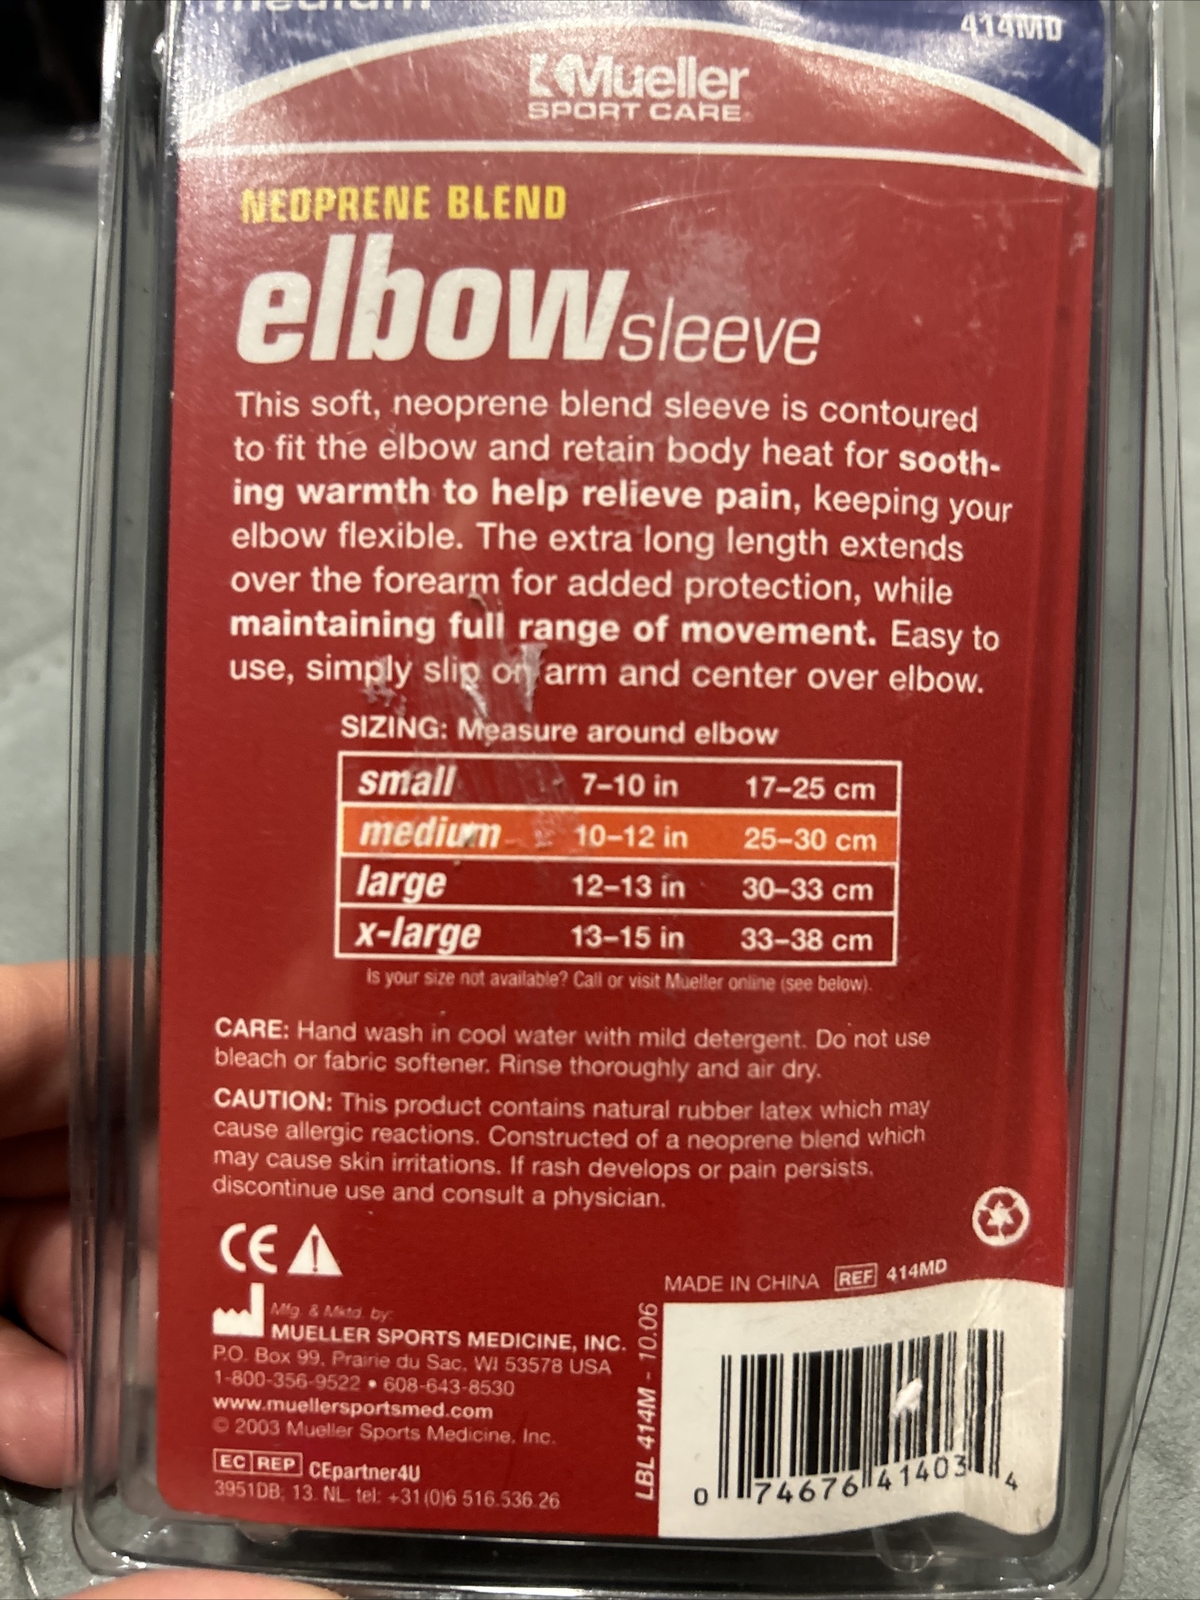 medium
414MD
Mueller
SPORT CARE
NEOPRENE BLEND
elbow sleeve
This soft, neoprene blend sleeve is contoured
to fit the elbow and retain body heat for sooth-
ing warmth to help relieve pain, keeping your
elbow flexible. The extra long length extends
over the forearm for added protection, while
maintaining full range of movement. Easy to
use, simply slip on arm and center over elbow.
SIZING: Measure around elbow
small 7–10 in 17–25 cm
medium 10–12 in 25–30 cm
large 12–13 in 30–33 cm
x-large 13–15 in 33–38 cm
Is your size not available? Call or visit Mueller online (see below).
CARE: Hand wash in cool water with mild detergent. Do not use
bleach or fabric softener. Rinse thoroughly and air dry.
CAUTION: This product contains natural rubber latex which may
cause allergic reactions. Constructed of a neoprene blend which
may cause skin irritations. If rash develops or pain persists,
discontinue use and consult a physician.
CE
MADE IN CHINA REF 414MD
Mfg. & Mktd. by:
MUELLER SPORTS MEDICINE, INC.
P.O. Box 99, Prairie du Sac, WI 53578 USA
1-800-356-9522 • 608-643-8530
www.muellersportsmed.com
© 2003 Mueller Sports Medicine, Inc.
EC REP CEpartner4U
3951DB; 13. NL. tel: +31(0)6 516.536.26
LBL 414M - 10.06
0 74676 41403 4